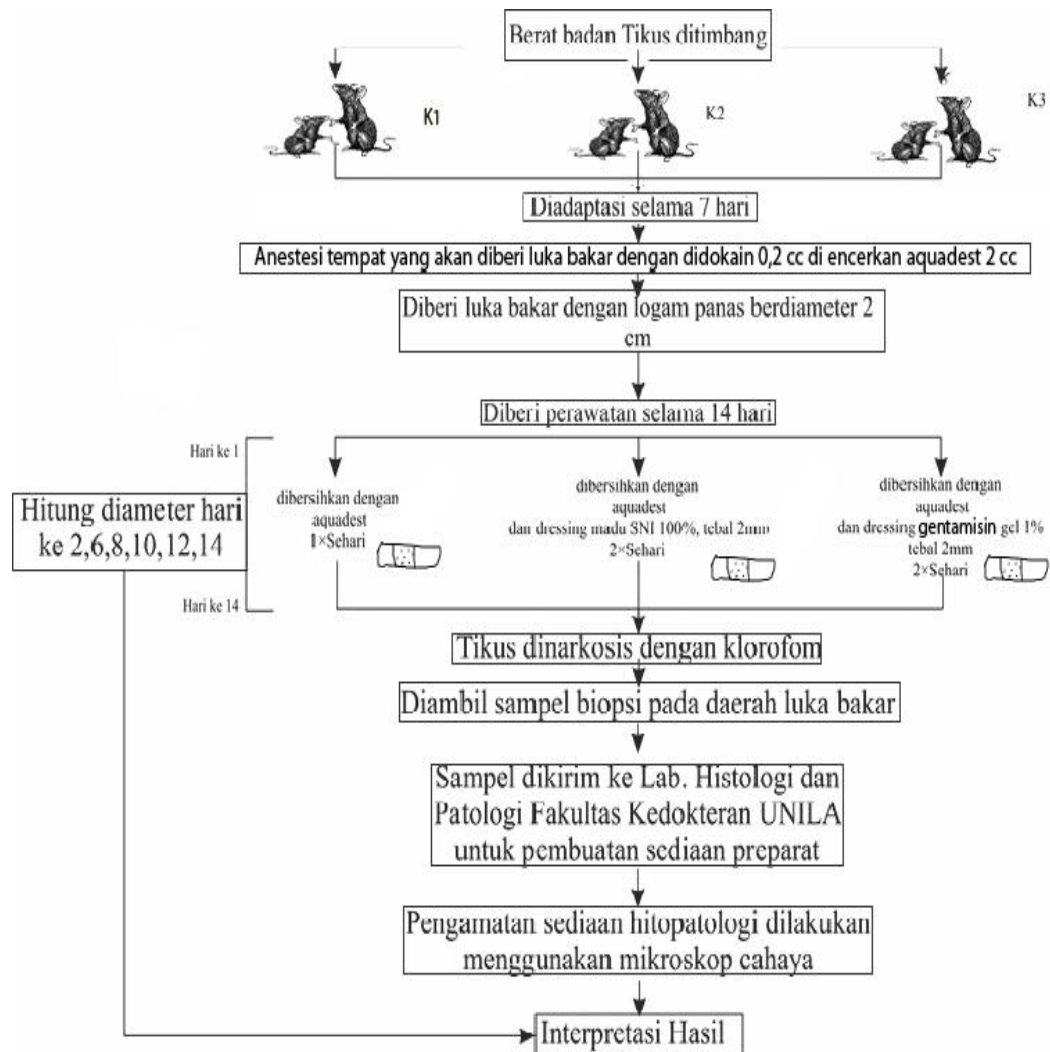 Berat badan Tikus ditimbang
K1
K2
K3
Diadaptasi selama 7 hari
Anestesi tempat yang akan diberi luka bakar dengan didokain 0,2 cc di encerkan aquadest 2 cc
Diberi luka bakar dengan logam panas berdiameter 2
cm
Diberi perawatan selama 14 hari
Hari ke 1
Hitung diameter hari
ke 2,6,8,10,12,14
Hari ke 14
dibersihkan dengan
aquadest
1×Sehari
dibersihkan dengan
aquadest
dan dressing madu SNI 100%, tebal 2mm
2×Sehari
dibersihkan dengan
aquadest
dan dressing gentamisin gel 1%
tebal 2mm
2×Sehari
Tikus dinarkosis dengan klorofom
Diambil sampel biopsi pada daerah luka bakar
Sampel dikirim ke Lab. Histologi dan
Patologi Fakultas Kedokteran UNILA
untuk pembuatan sediaan preparat
Pengamatan sediaan hitopatologi dilakukan
menggunakan mikroskop cahaya
Interpretasi Hasil